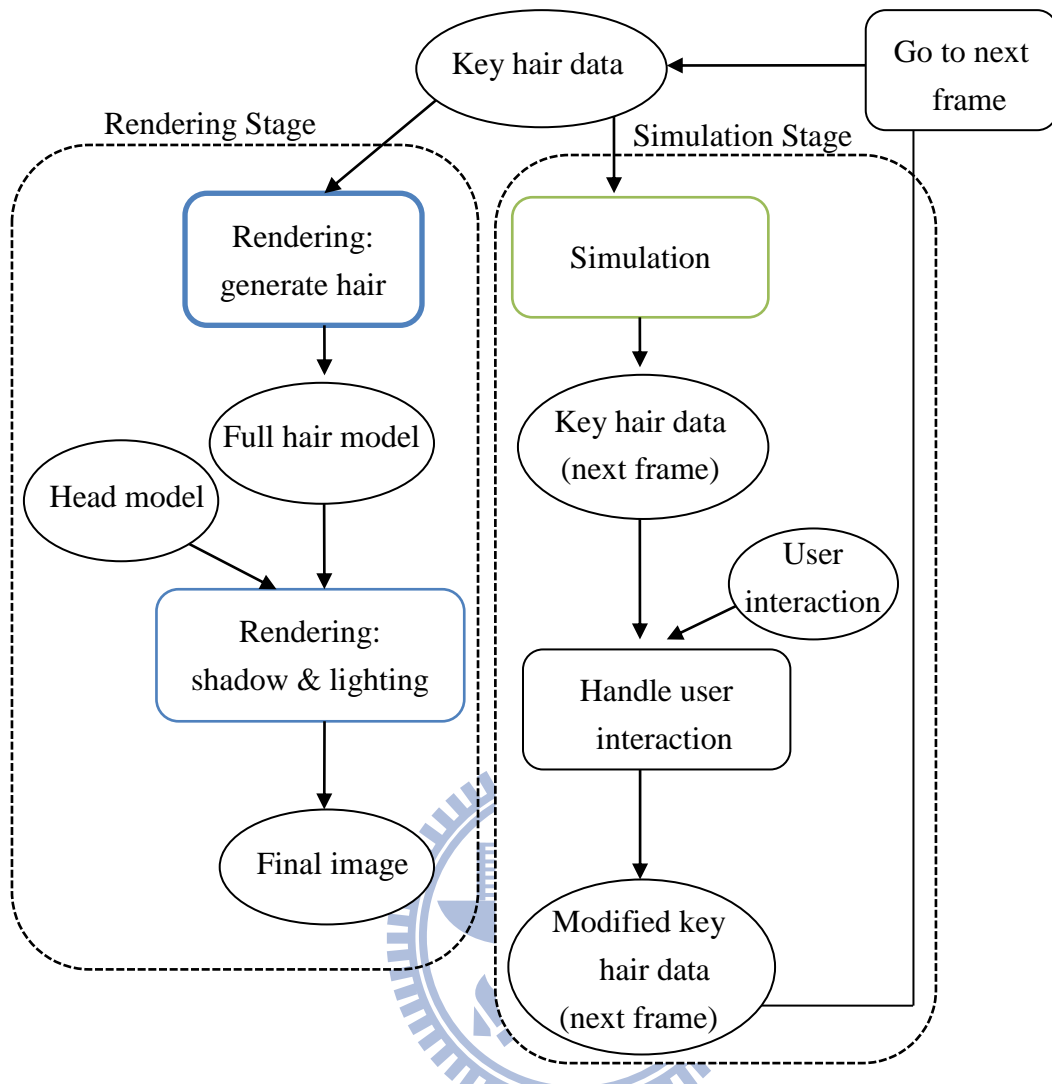 Key hair data
Go to next
frame
Rendering Stage
Simulation Stage
Rendering:
generate hair
Simulation
Full hair model
Key hair data
(next frame)
Head model
User
interaction
Rendering:
shadow & lighting
Handle user
interaction
Final image
Modified key
hair data
(next frame)